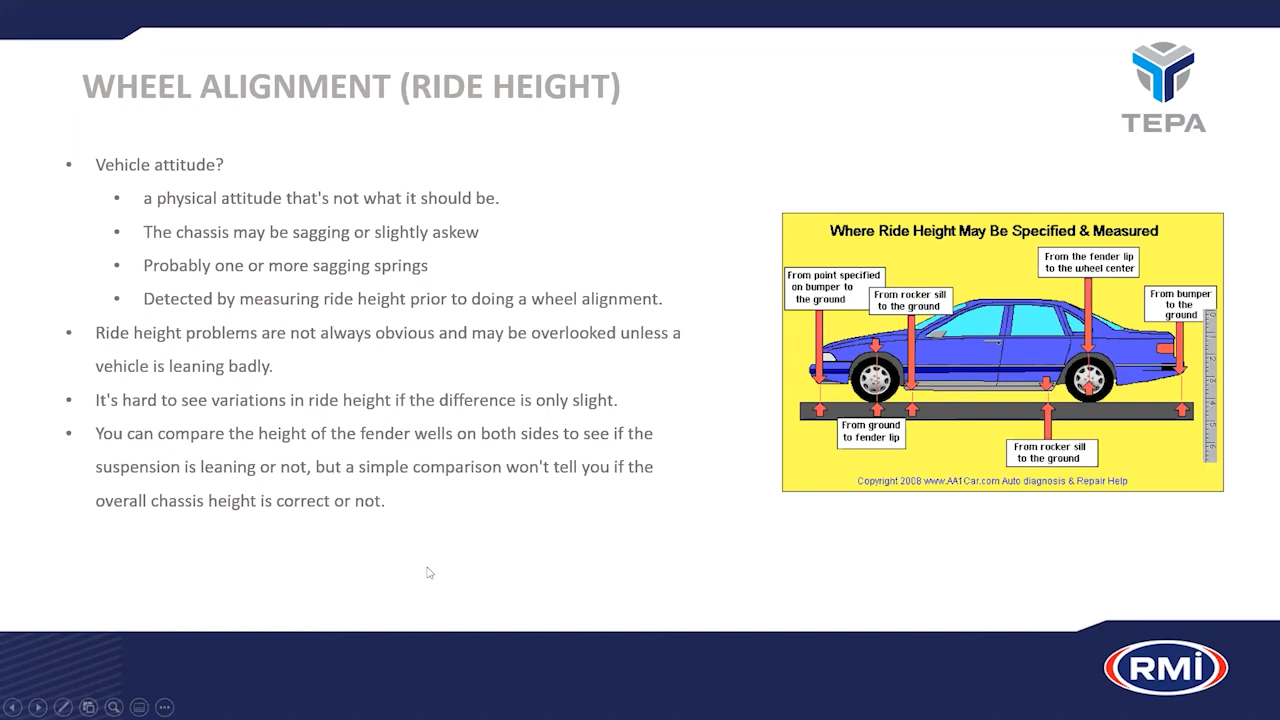 WHEEL ALIGNMENT (RIDE HEIGHT)
TEPA
• Vehicle attitude?
• a physical attitude that's not what it should be.
• The chassis may be sagging or slightly askew
• Probably one or more sagging springs
• Detected by measuring ride height prior to doing a wheel alignment.
• Ride height problems are not always obvious and may be overlooked unless a
vehicle is leaning badly.
• It's hard to see variations in ride height if the difference is only slight.
• You can compare the height of the fender wells on both sides to see if the
suspension is leaning or not, but a simple comparison won't tell you if the
overall chassis height is correct or not.
Where Ride Height May Be Specified & Measured
From point specified
on bumper to
the ground
From rocker sill
to the ground
From the fender lip
to the wheel center
From bumper
to the
ground
From ground
to fender lip
From rocker sill
to the ground
Copyright 2008 www.AA1Car.com Auto diagnosis & Repair Help
RMI